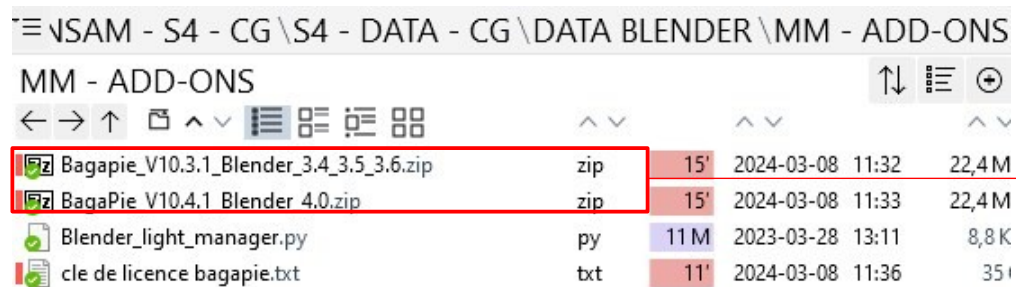 NSAM - S4 - CG \ S4 - DATA - CG \ DATA BLENDER \ MM - ADD-ONS
MM - ADD-ONS
Bagapie_V10.3.1_Blender_3.4_3.5_3.6.zip zip 15' 2024-03-08 11:32 22,4 M
BagaPie_V10.4.1_Blender_4.0.zip zip 15' 2024-03-08 11:33 22,4 M
Blender_light_manager.py py 11 M 2023-03-28 13:11 8,8 K
cle de licence bagapie.txt txt 11' 2024-03-08 11:36 35